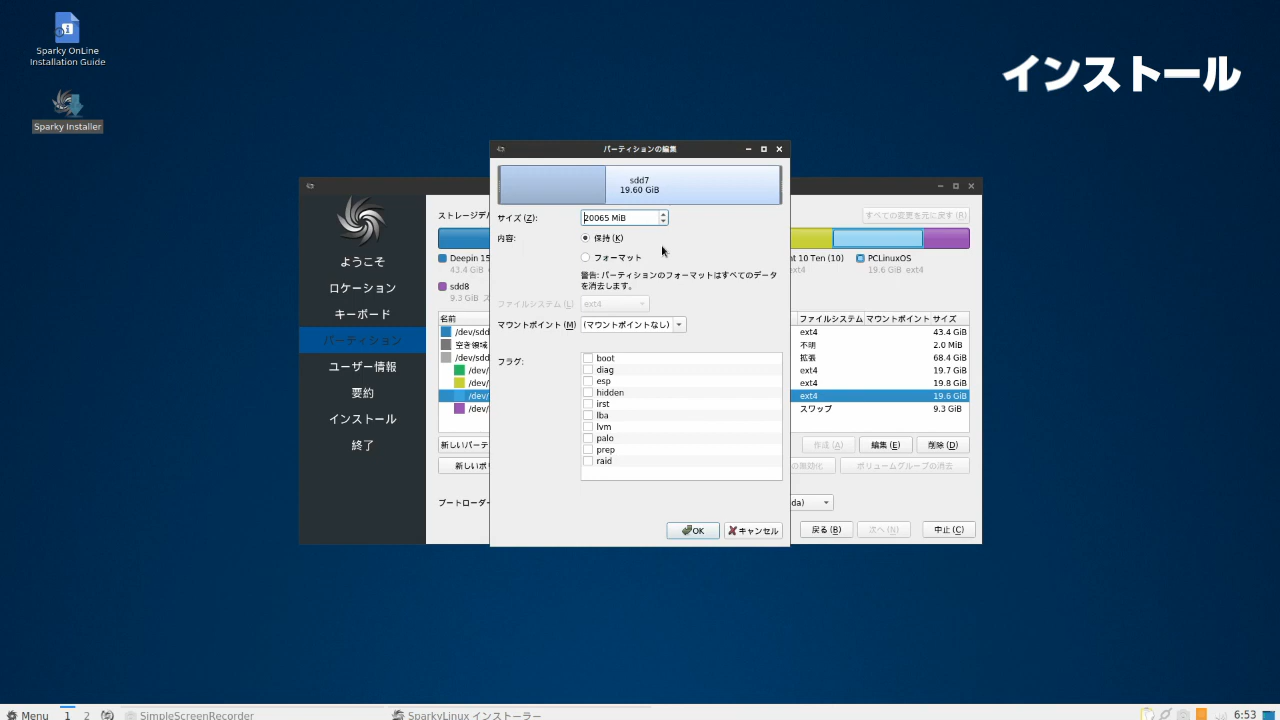 Sparky OnLine
Installation Guide
Sparky Installer
インストール
パーティションの編集
sdd7
19.60 GiB
サイズ (Z):
20065 MiB
内容:
保持 (K)
フォーマット
警告: パーティションのフォーマットはすべてのデータ
を消去します。
ファイルシステム (L)
ext4
マウントポイント (M)
(マウントポイントなし)
フラグ:
boot
diag
esp
hidden
irst
lba
lvm
palo
prep
raid
OK
キャンセル
ようこそ
ロケーション
キーボード
パーティション
ユーザー情報
要約
インストール
終了
ストレージデ
すべての変更を元に戻す (R)
Deepin 15
43.4 GiB
sdd8
9.3 GiB ス
t 10 Ten (10)
ext4
PCLinuxOS
19.6 GiB ext4
名前 ファイルシステム マウントポイント サイズ
/dev/sdd ext4 43.4 GiB
空き領域 不明 2.0 MiB
/dev/sdd 拡張 68.4 GiB
/dev/ ext4 19.7 GiB
/dev/ ext4 19.8 GiB
/dev/ ext4 19.6 GiB
/dev/ スワップ 9.3 GiB
新しいパーテ 作成 (A) 編集 (E) 削除 (D)
新しいボ の無効化 ボリュームグループの消去
ブートローダー da)
戻る (B) 次へ (N) 中止 (C)
Menu 1 2 SimpleScreenRecorder SparkyLinux インストーラー 6:53